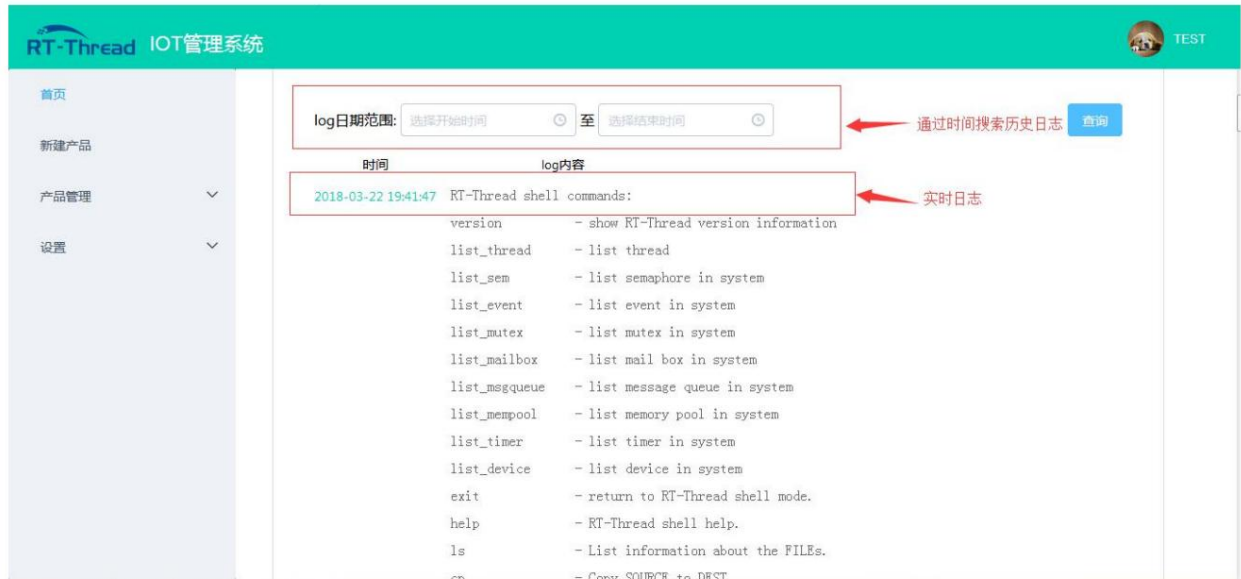 RT-Thread IOT管理系统
TEST
首页
新建产品
产品管理
设置
log日期范围: 选择开始时间 至 选择结束时间
通过时间搜索历史日志
查询
时间 log内容
2018-03-22 19:41:47 RT-Thread shell commands:
实时日志
version - show RT-Thread version information
list_thread - list thread
list_sem - list semaphore in system
list_event - list event in system
list_mutex - list mutex in system
list_mailbox - list mail box in system
list_msgqueue - list message queue in system
list_mempool - list memory pool in system
list_timer - list timer in system
list_device - list device in system
exit - return to RT-Thread shell mode.
help - RT-Thread shell help.
ls - List information about the FILEs.
cp - Copy SOURCE to DEST